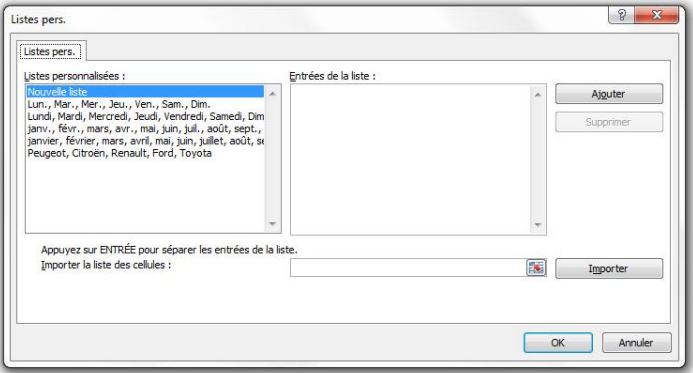 Listes pers.
Listes pers.
Listes personnalisées :
Nouvelle liste
Lun., Mar., Mer., Jeu., Ven., Sam., Dim.
Lundi, Mardi, Mercredi, Jeudi, Vendredi, Samedi, Dim
janv., févr., mars, avr., mai, juin, juil., août, sept.,
janvier, février, mars, avril, mai, juin, juillet, août, se
Peugeot, Citroën, Renault, Ford, Toyota
Entrées de la liste :
Ajouter
Supprimer
Appuyez sur ENTRÉE pour séparer les entrées de la liste.
Importer la liste des cellules :
Importer
OK
Annuler